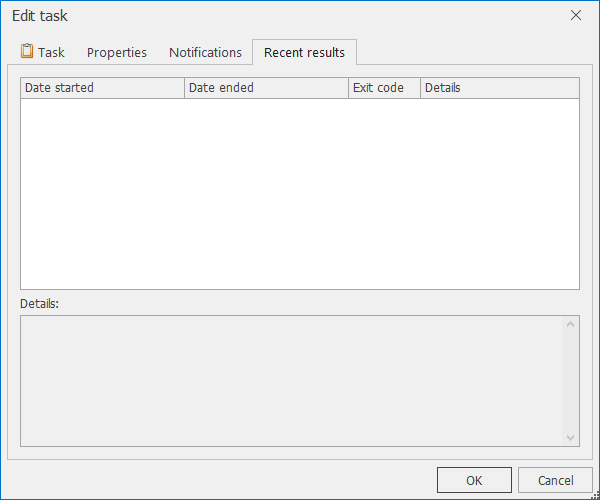 Edit task
Task Properties Notifications Recent results
Date started Date ended Exit code Details
Details:
OK Cancel